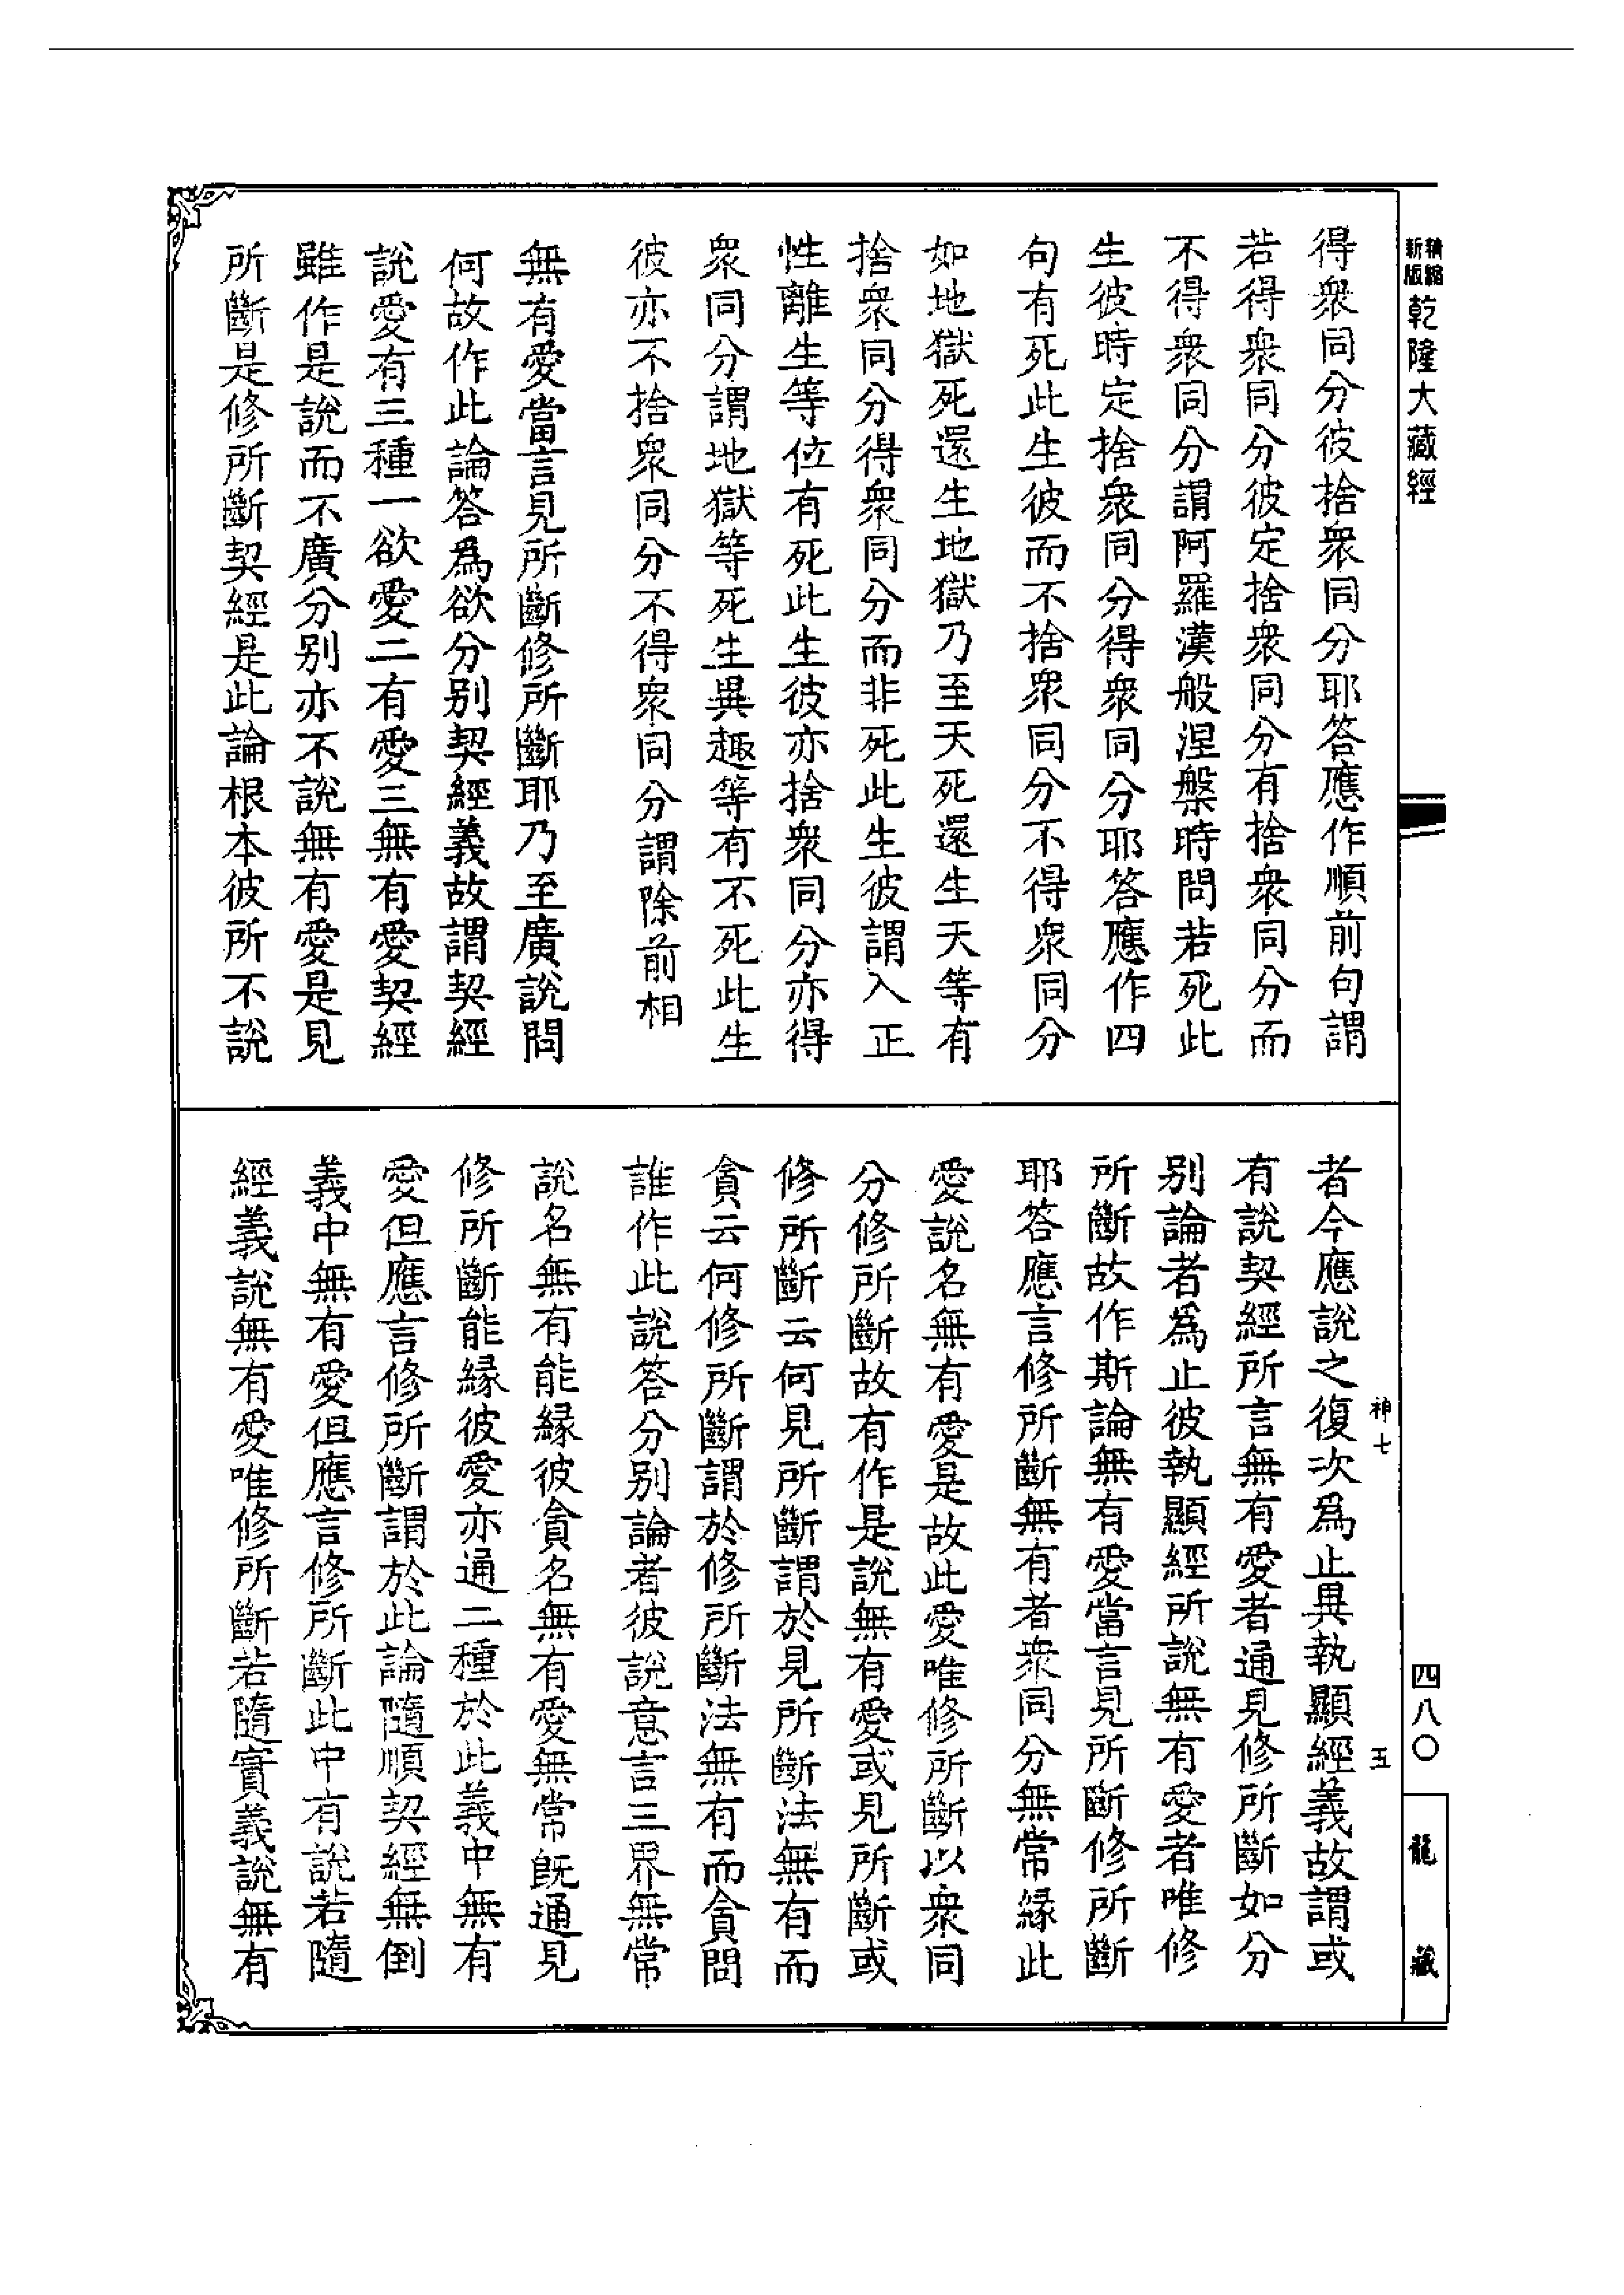 精縮新版乾隆大藏經
得衆同分彼捨衆同分耶答應作順前句謂
若得衆同分彼定捨衆同分有捨衆同分而
不得衆同分謂阿羅漢般涅槃時問若死此
生彼時定捨衆同分得衆同分耶答應作四
句有死此生彼而不捨衆同分不得衆同分
如地獄死還生地獄乃至天死還生天等有
捨衆同分得衆同分而非死此生彼謂入正
性離生等位有死此生彼亦捨衆同分亦得
衆同分謂地獄等死生異趣等有不死此生
彼亦不捨衆同分不得衆同分謂除前相
無有愛當言見所斷修所斷耶乃至廣說問
何故作此論答爲欲分別契經義故謂契經
說愛有三種一欲愛二有愛三無有愛契經
雖作是說而不廣分別亦不說無有愛是見
所斷是修所斷契經是此論根本彼所不說
神七
五
者今應說之復次爲止異執顯經義故謂或
有說契經所言無有愛者通見修所斷如分
別論者爲止彼執顯經所說無有愛者唯修
所斷故作斯論無有愛當言見所斷修所斷
耶答應言修所斷無有者衆同分無常緣此
愛說名無有愛是故此愛唯修所斷以衆同
分修所斷故有作是說無有愛或見所斷或
修所斷云何見所斷謂於見所斷法無有而
貪云何修所斷謂於修所斷法無有而貪問
誰作此說答分別論者彼說意言三界無常
說名無有能緣彼貪名無有愛無常既通見
修所斷能緣彼愛亦通二種於此義中無有
愛但應言修所斷謂於此論隨順契經無倒
義中無有愛但應言修所斷此中有說若隨
經義說無有愛唯修所斷若隨實義說無有
四八〇
龍藏